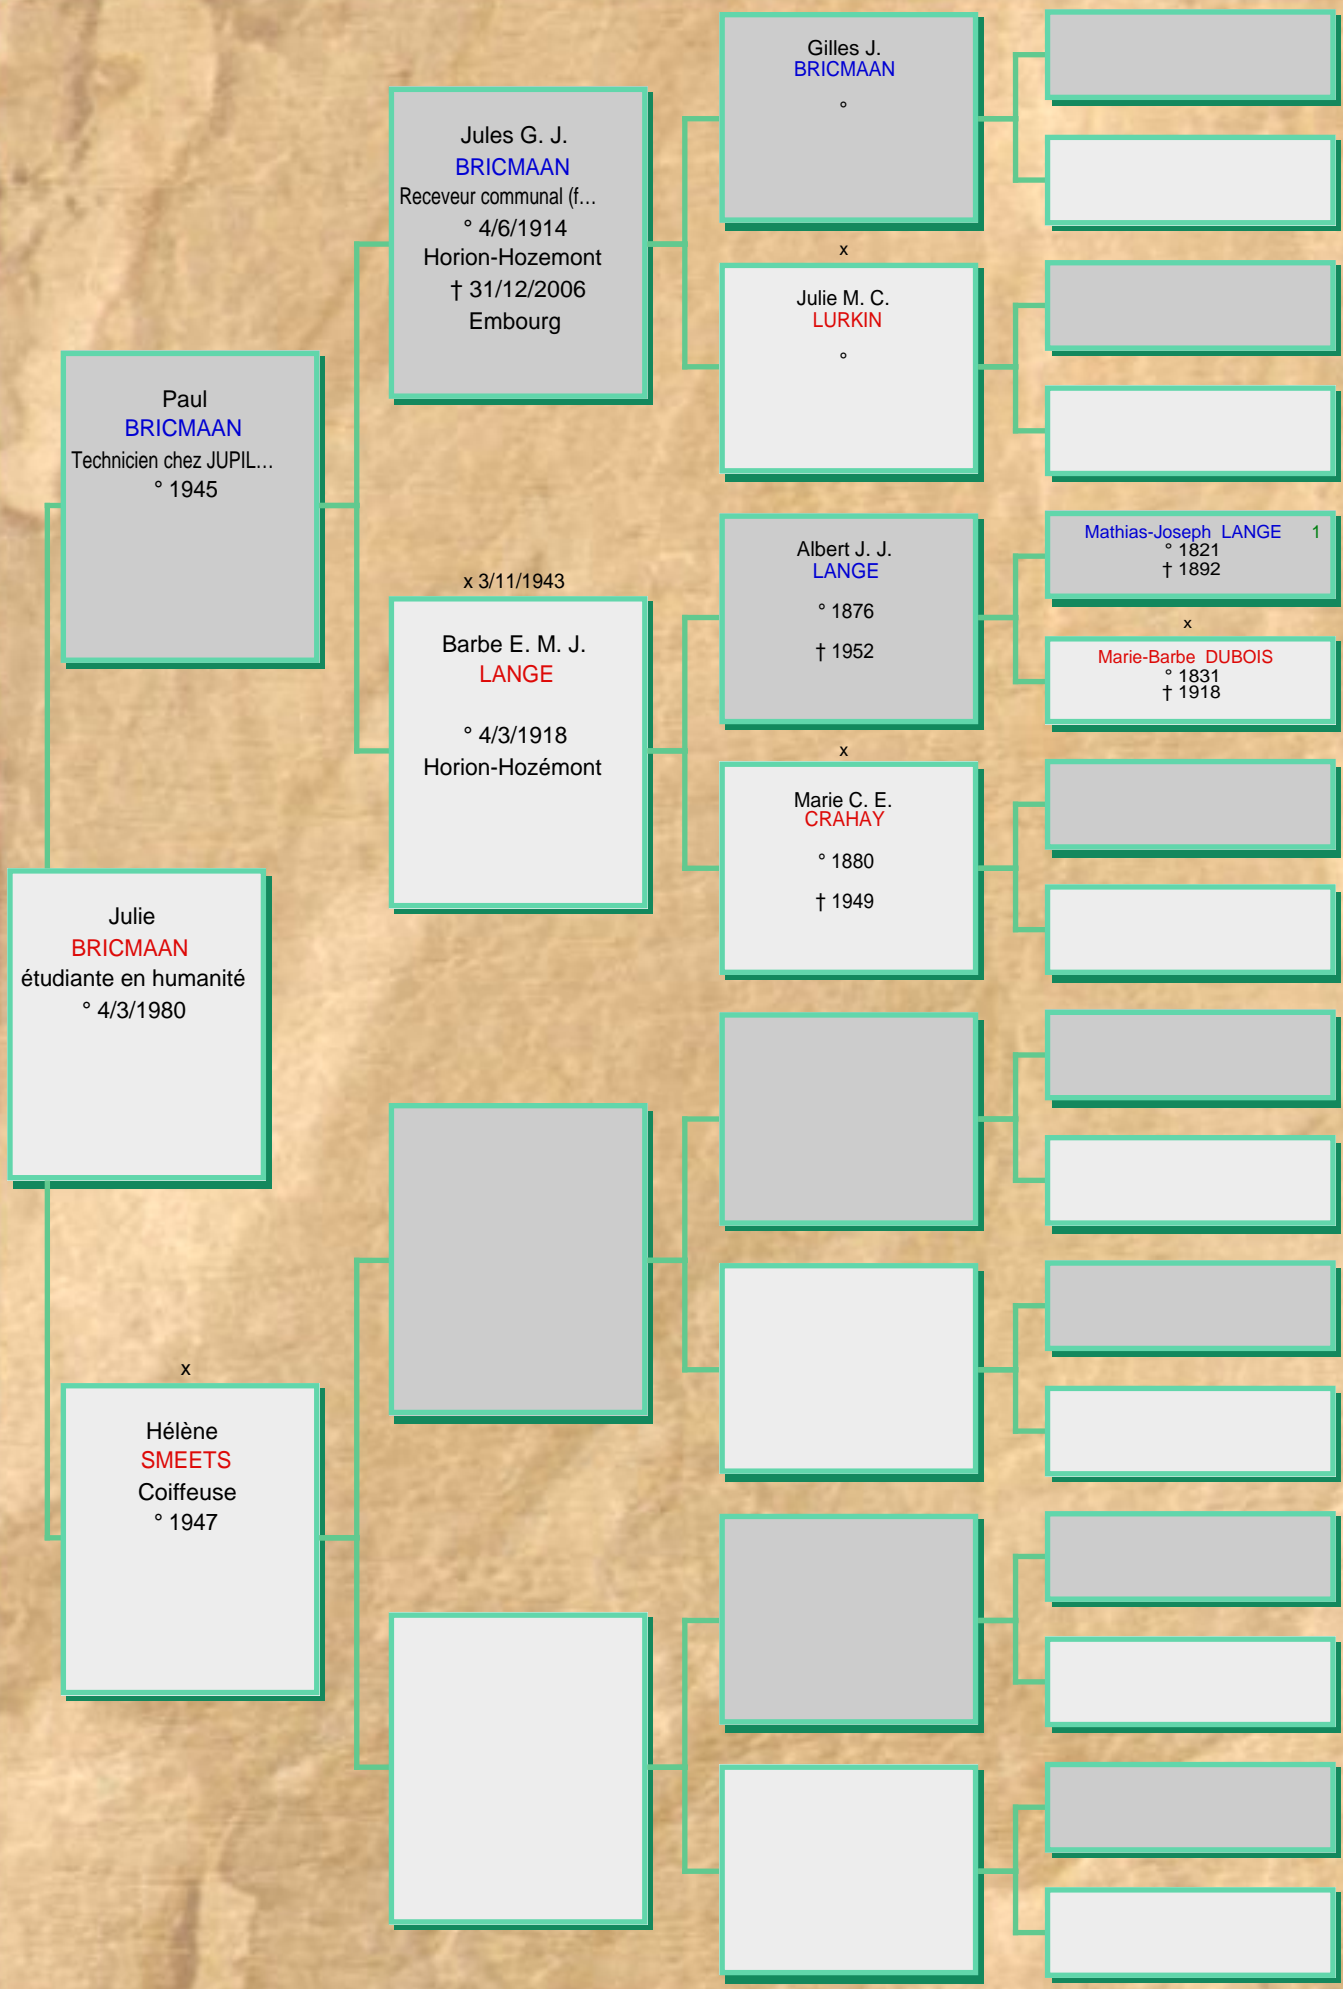 Julie
BRICMAAN
étudiante en humanité
° 4/3/1980
Paul
BRICMAAN
Technicien chez JUPIL...
° 1945
x
Hélène
SMEETS
Coiffeuse
° 1947
Jules G. J.
BRICMAAN
Receveur communal (f...
° 4/6/1914
Horion-Hozemont
† 31/12/2006
Embourg
x 3/11/1943
Barbe E. M. J.
LANGE
° 4/3/1918
Horion-Hozémont
Gilles J.
BRICMAAN
°
x
Julie M. C.
LURKIN
°
Albert J. J.
LANGE
° 1876
† 1952
x
Marie C. E.
CRAHAY
° 1880
† 1949
Mathias-Joseph LANGE 1
° 1821
† 1892
x
Marie-Barbe DUBOIS
° 1831
† 1918